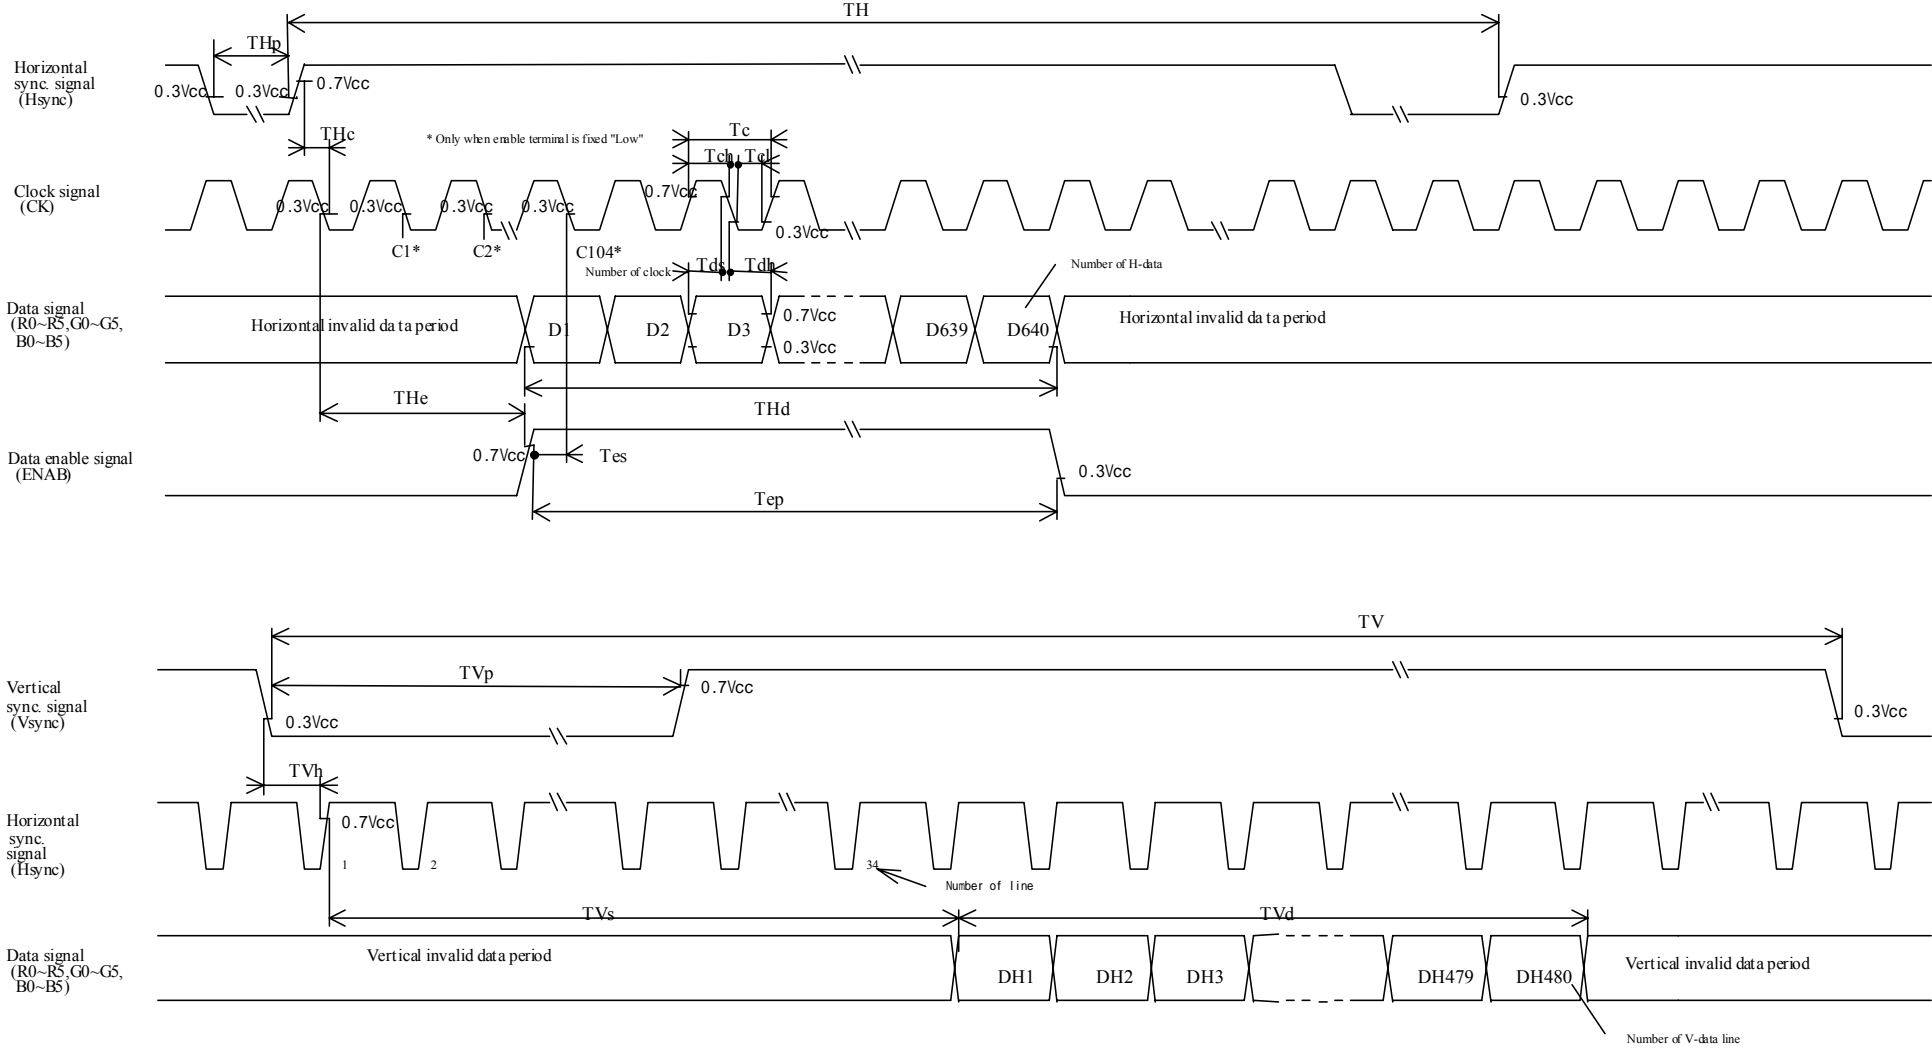 TH
THp
Horizontal
sync. signal
(Hsync)
0.3Vcc
0.3Vcc
0.7Vcc
0.3Vcc
THc
* Only when enable terminal is fixed "Low"
Tc
Tch
Tcl
Clock signal
(CK)
0.3Vcc
0.3Vcc
0.3Vcc
0.3Vcc
0.7Vcc
0.3Vcc
C1*
C2*
C104*
Number of clock
Tds
Tdh
Number of H-data
Data signal
(R0~R5,G0~G5,
B0~B5)
Horizontal invalid data period
D1
D2
D3
0.7Vcc
0.3Vcc
D639
D640
Horizontal invalid data period
THe
THd
Data enable signal
(ENAB)
0.7Vcc
Tes
0.3Vcc
Tep
TV
TVp
Vertical
sync. signal
(Vsync)
0.3Vcc
0.7Vcc
0.3Vcc
TVh
Horizontal
sync.
signal
(Hsync)
0.7Vcc
1
2
34
Number of line
TVs
TVd
Data signal
(R0~R5,G0~G5,
B0~B5)
Vertical invalid data period
DH1
DH2
DH3
DH479
DH480
Vertical invalid data period
Number of V-data line